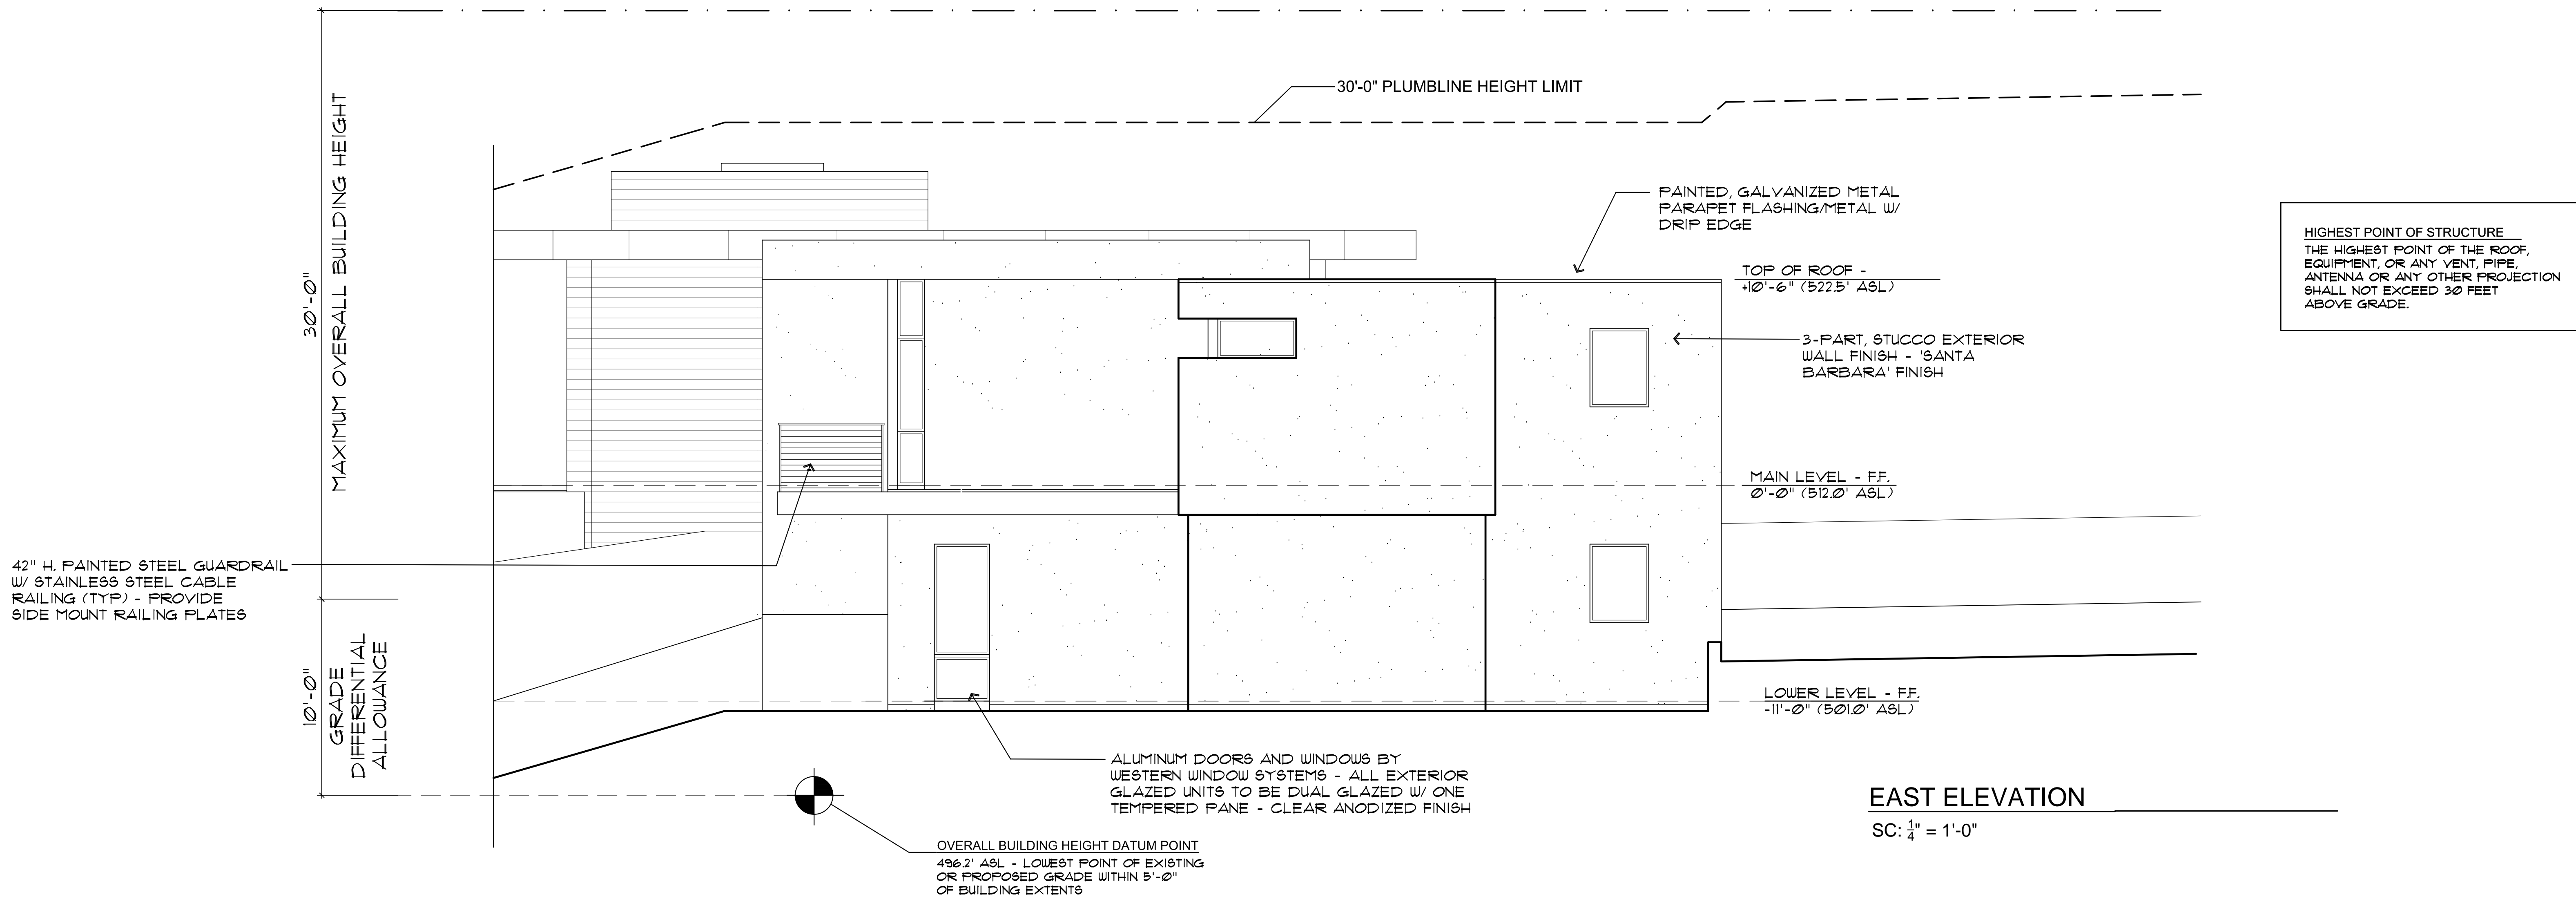 30'-0" PLUMBLINE HEIGHT LIMIT
MAXIMUM OVERALL BUILDING HEIGHT
30'-0"
PAINTED, GALVANIZED METAL
PARAPET FLASHING/METAL W/
DRIP EDGE
HIGHEST POINT OF STRUCTURE
THE HIGHEST POINT OF THE ROOF,
EQUIPMENT, OR ANY VENT, PIPE,
ANTENNA OR ANY OTHER PROJECTION
SHALL NOT EXCEED 30 FEET
ABOVE GRADE.
TOP OF ROOF -
+10'-6" (522.5' ASL)
3-PART, STUCCO EXTERIOR
WALL FINISH - 'SANTA
BARBARA' FINISH
MAIN LEVEL - F.F.
0'-0" (512.0' ASL)
42" H. PAINTED STEEL GUARDRAIL
W/ STAINLESS STEEL CABLE
RAILING (TYP) - PROVIDE
SIDE MOUNT RAILING PLATES
10'-0"
GRADE
DIFFERENTIAL
ALLOWANCE
LOWER LEVEL - F.F.
-11'-0" (501.0' ASL)
ALUMINUM DOORS AND WINDOWS BY
WESTERN WINDOW SYSTEMS - ALL EXTERIOR
GLAZED UNITS TO BE DUAL GLAZED W/ ONE
TEMPERED PANE - CLEAR ANODIZED FINISH
OVERALL BUILDING HEIGHT DATUM POINT
496.2' ASL - LOWEST POINT OF EXISTING
OR PROPOSED GRADE WITHIN 5'-0"
OF BUILDING EXTENTS
EAST ELEVATION
SC: 1/4" = 1'-0"